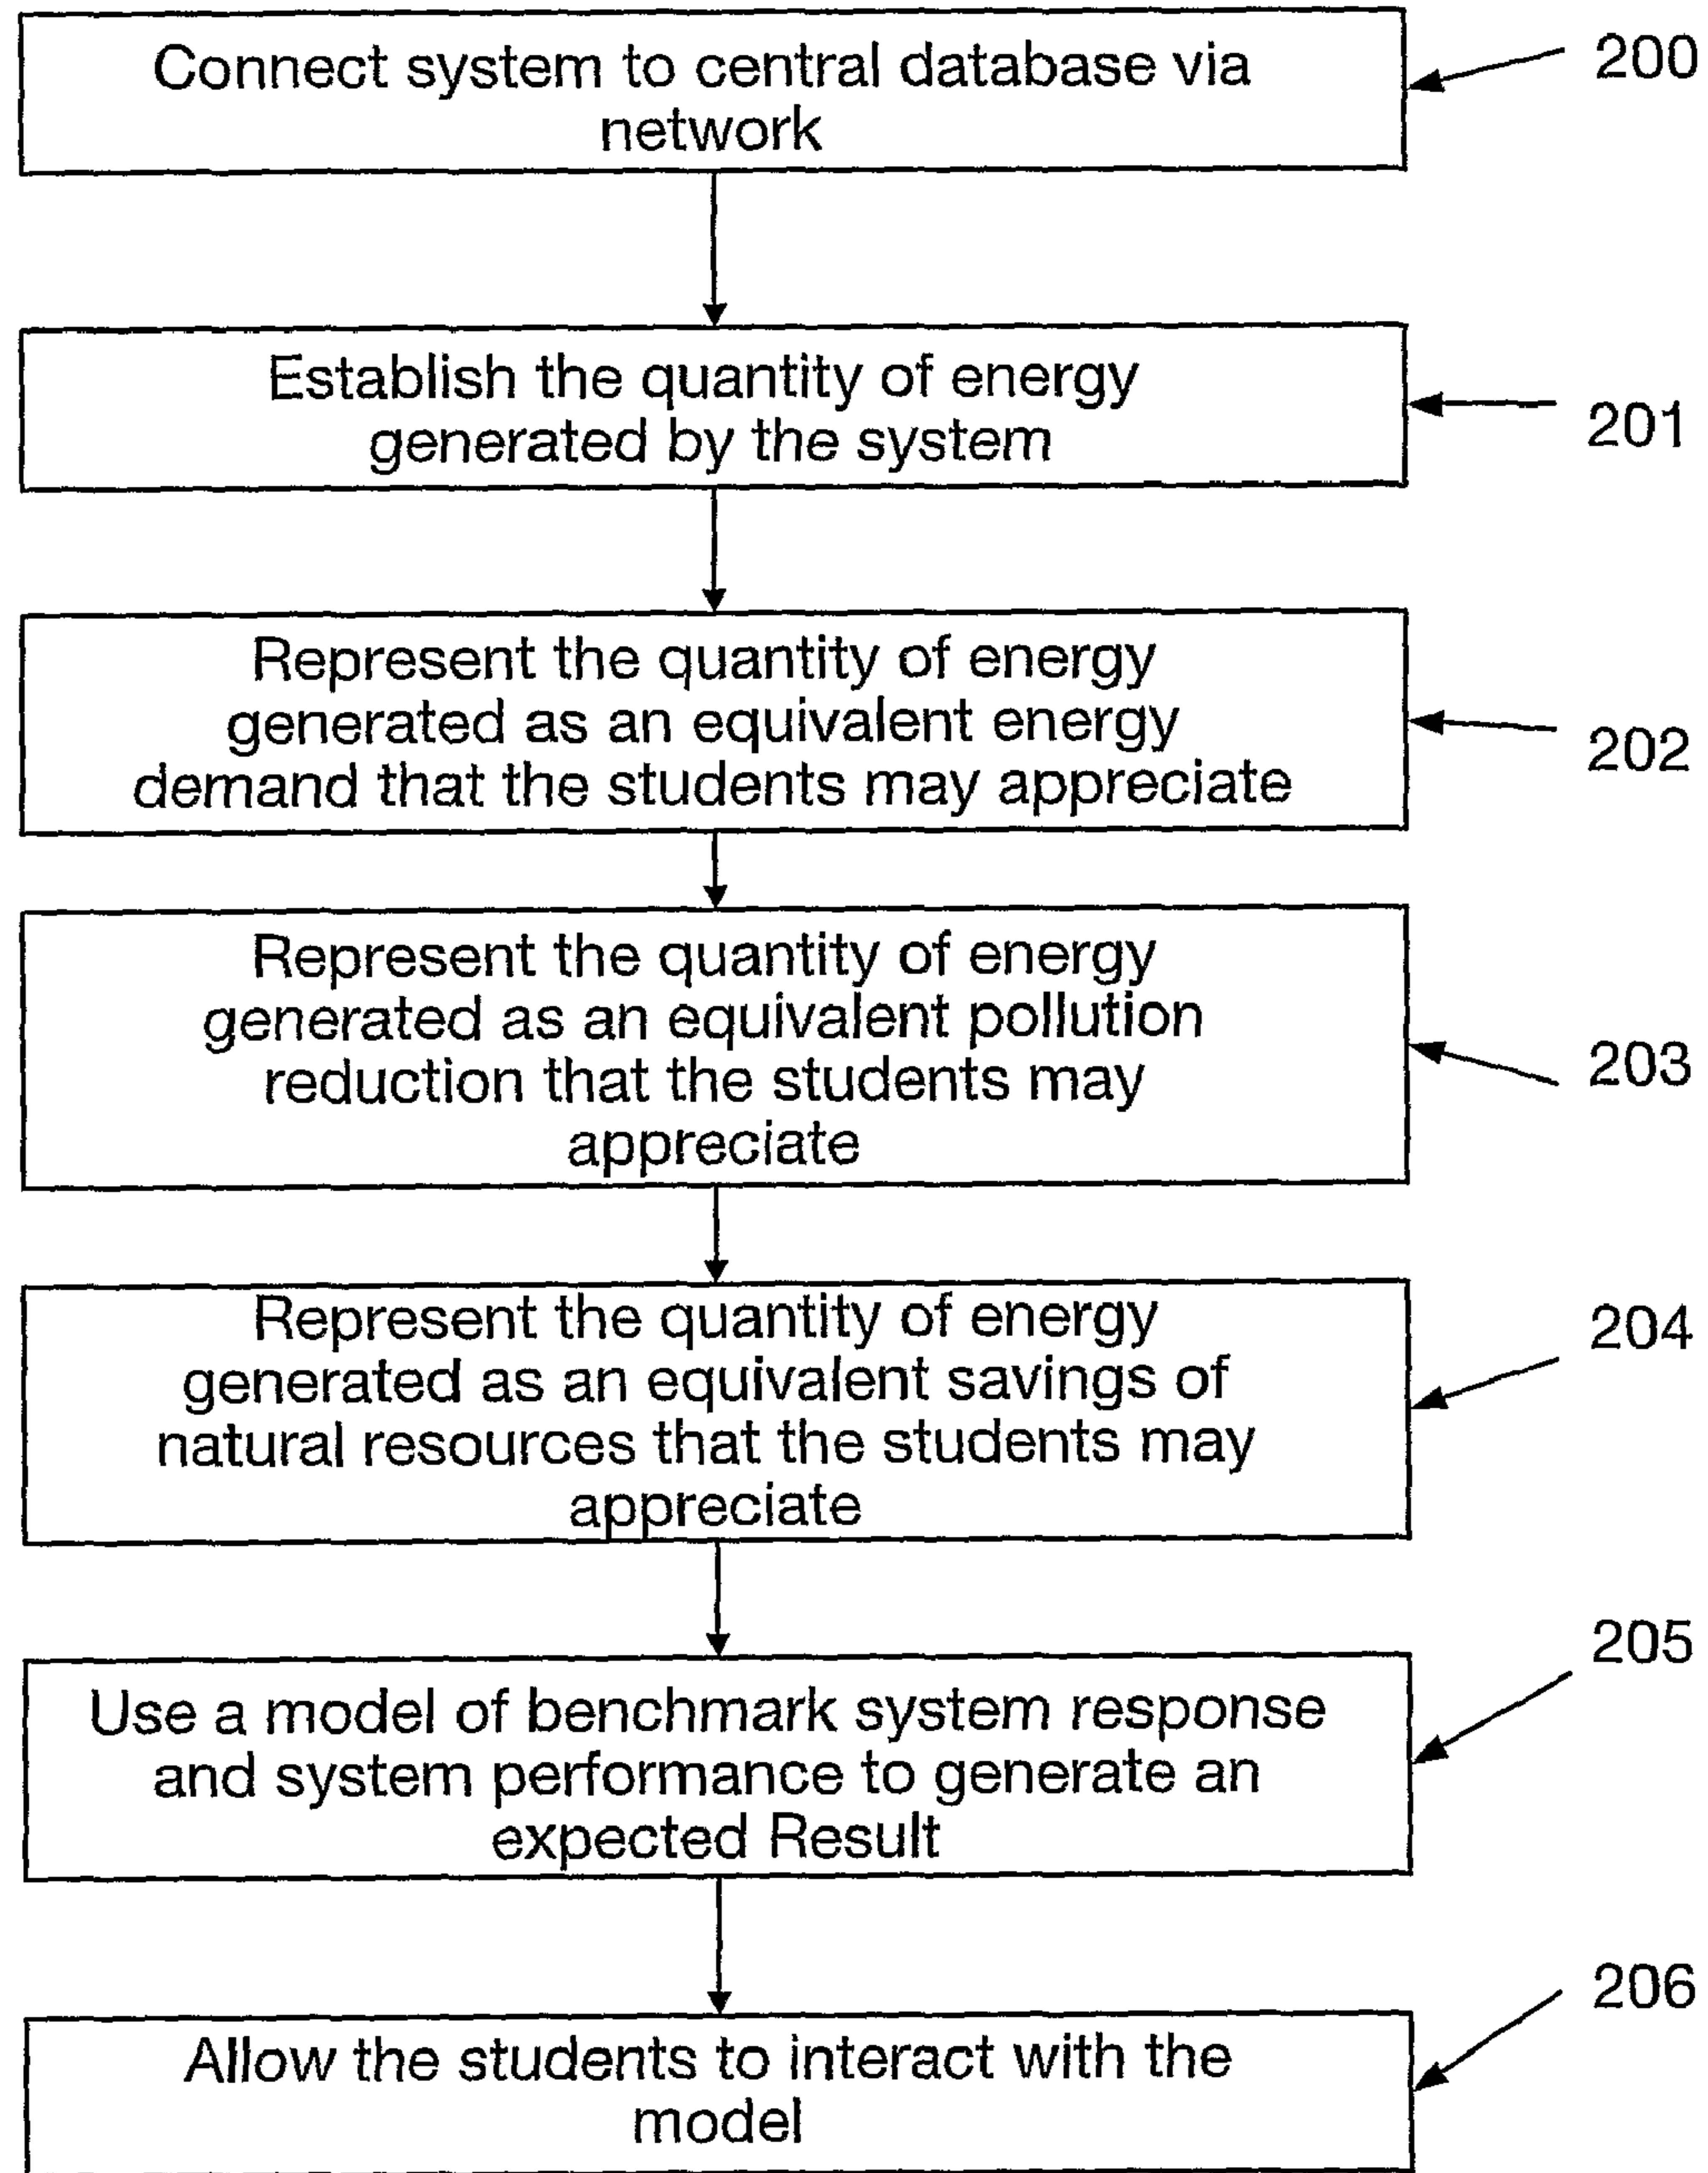 Connect system to central database via
network
200
Establish the quantity of energy
generated by the system
201
Represent the quantity of energy
generated as an equivalent energy
demand that the students may appreciate
202
Represent the quantity of energy
generated as an equivalent pollution
reduction that the students may
appreciate
203
Represent the quantity of energy
generated as an equivalent savings of
natural resources that the students may
appreciate
204
Use a model of benchmark system response
and system performance to generate an
expected Result
205
Allow the students to interact with the
model
206